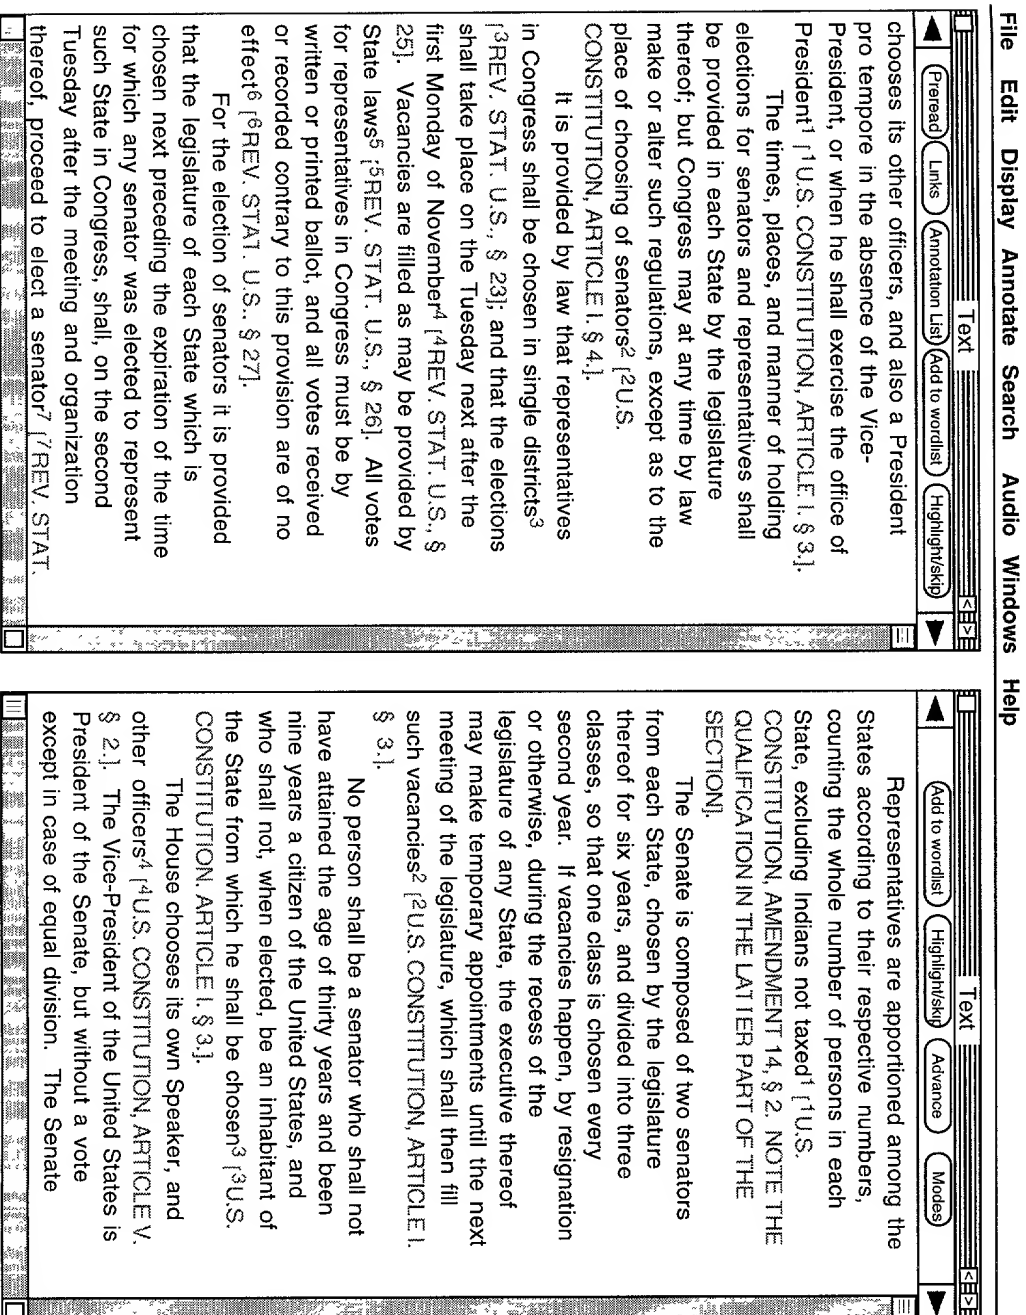 File Edit Display Annotate Search Audio Windows Help
Text
Preread Links Annotation List Add to wordlist Highlight/skip
chooses its other officers, and also a President
pro tempore in the absence of the Vice-
President, or when he shall exercise the office of
President1 [1U.S. CONSTITUTION, ARTICLE I. § 3.].
The times, places, and manner of holding
elections for senators and representatives shall
be provided in each State by the legislature
thereof; but Congress may at any time by law
make or alter such regulations, except as to the
place of choosing of senators2 [2U.S.
CONSTITUTION, ARTICLE I. § 4.].
It is provided by law that representatives
in Congress shall be chosen in single districts3
[3REV. STAT. U.S., § 23]; and that the elections
shall take place on the Tuesday next after the
first Monday of November4 [4REV. STAT. U.S., §
25]. Vacancies are filled as may be provided by
State laws5 [5REV. STAT. U.S., § 26]. All votes
for representatives in Congress must be by
written or printed ballot, and all votes received
or recorded contrary to this provision are of no
effect6 [6REV. STAT. U.S., § 27].
For the election of senators it is provided
that the legislature of each State which is
chosen next preceding the expiration of the time
for which any senator was elected to represent
such State in Congress, shall, on the second
Tuesday after the meeting and organization
thereof, proceed to elect a senator7 [7REV. STAT.
Text
Add to wordlist Highligh/skip Advance Modes
Representatives are apportioned among the
States according to their respective numbers,
counting the whole number of persons in each
State, excluding Indians not taxed1 [1U.S.
CONSTITUTION, AMENDMENT 14, § 2. NOTE THE
QUALIFICATION IN THE LATTER PART OF THE
SECTION].
The Senate is composed of two senators
from each State, chosen by the legislature
thereof for six years, and divided into three
classes, so that one class is chosen every
second year. If vacancies happen, by resignation
or otherwise, during the recess of the
legislature of any State, the executive thereof
may make temporary appointments until the next
meeting of the legislature, which shall then fill
such vacancies2 [2U.S. CONSTITUTION, ARTICLE I.
§ 3.].
No person shall be a senator who shall not
have attained the age of thirty years and been
nine years a citizen of the United States, and
who shall not, when elected, be an inhabitant of
the State from which he shall be chosen3 [3U.S.
CONSTITUTION. ARTICLE I. § 3.].
The House chooses its own Speaker, and
other officers4 [4U.S. CONSTITUTION, ARTICLE V.
§ 2.]. The Vice-President of the United States is
President of the Senate, but without a vote
except in case of equal division. The Senate